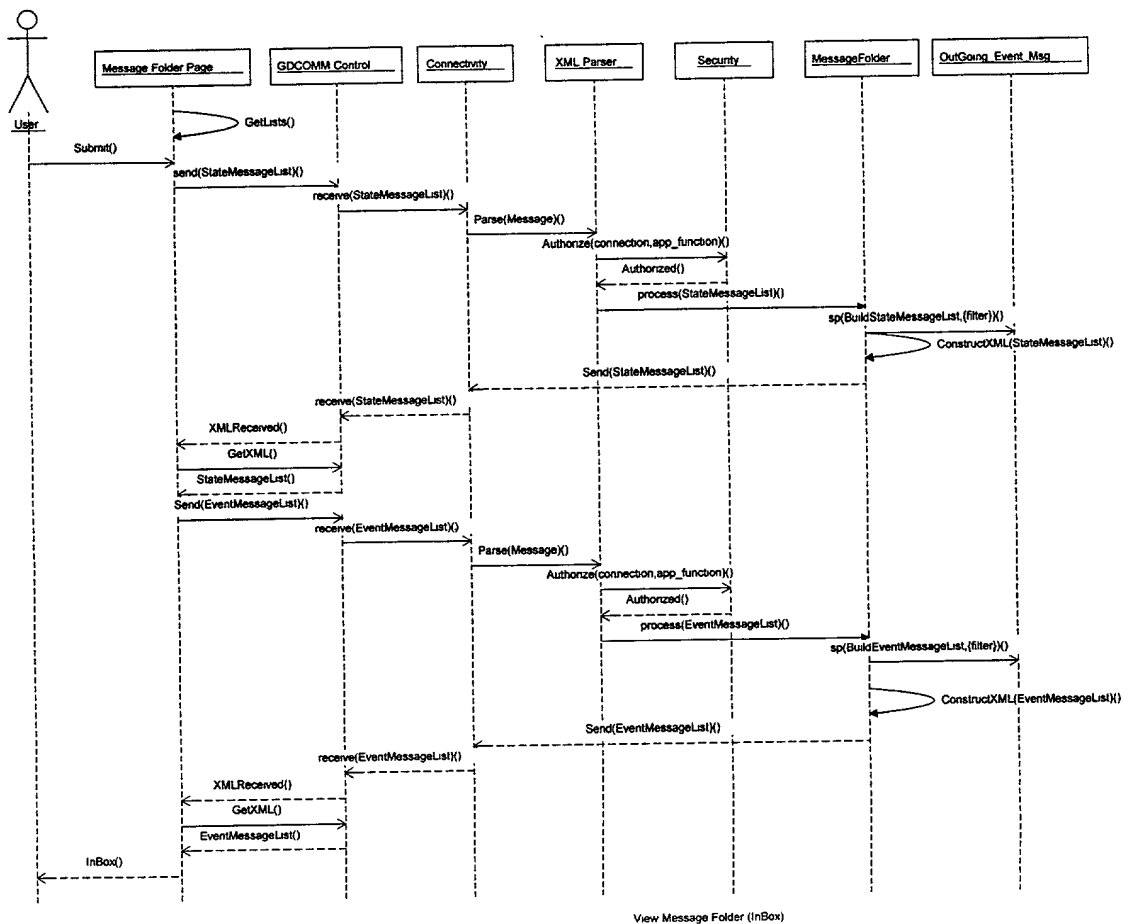 Message Folder Page
GDCOMM Control
Connectivity
XML Parser
Security
MessageFolder
OutGoing_Event_Msg
User
GetLists()
Submit()
send(StateMessageList)()
receive(StateMessageList)()
Parse(Message)()
Authorize(connection,app_function)()
Authorized()
process(StateMessageList)()
sp(BuildStateMessageList,{filter})()
ConstructXML(StateMessageList)()
Send(StateMessageList)()
receive(StateMessageList)()
XMLReceived()
GetXML()
StateMessageList()
Send(EventMessageList)()
receive(EventMessageList)()
Parse(Message)()
Authorize(connection,app_function)()
Authorized()
process(EventMessageList)()
sp(BuildEventMessageList,{filter})()
ConstructXML(EventMessageList)()
Send(EventMessageList)()
receive(EventMessageList)()
XMLReceived()
GetXML()
EventMessageList()
InBox()
View Message Folder (InBox)